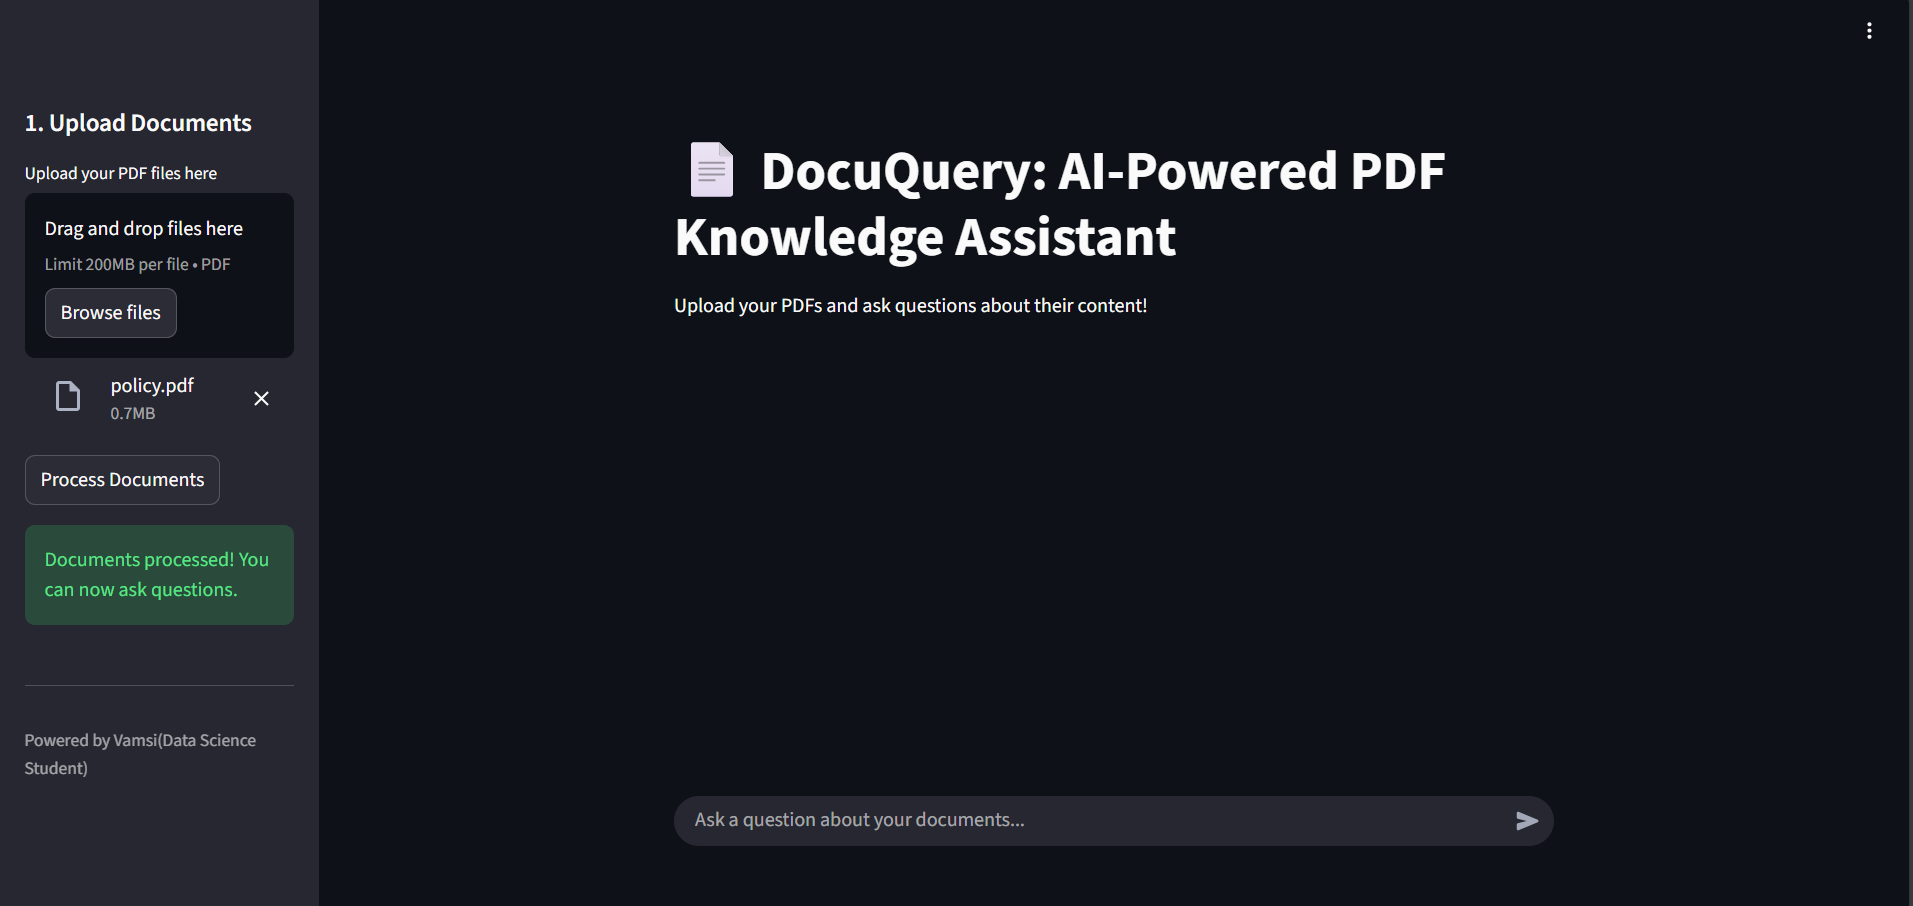 1. Upload Documents
Upload your PDF files here
Drag and drop files here
Limit 200MB per file • PDF
Browse files
policy.pdf
0.7MB
Process Documents
Documents processed! You
can now ask questions.
Powered by Vamsi(Data Science
Student)
DocuQuery: AI-Powered PDF
Knowledge Assistant
Upload your PDFs and ask questions about their content!
Ask a question about your documents...